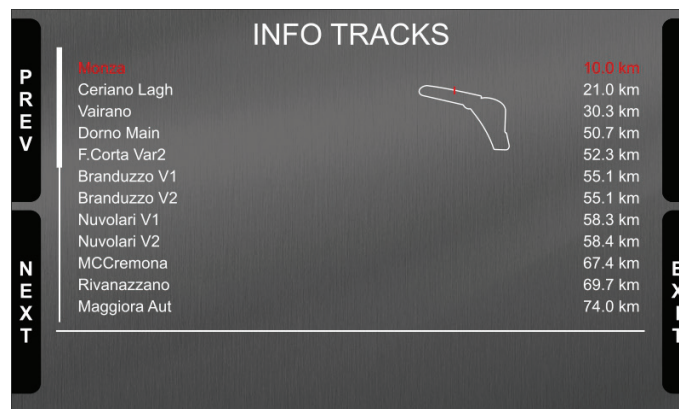 INFO TRACKS
PREV
NEXT
EXIT
Monza 10.0 km
Ceriano Lagh 21.0 km
Vairano 30.3 km
Dorno Main 50.7 km
F.Corta Var2 52.3 km
Branduzzo V1 55.1 km
Branduzzo V2 55.1 km
Nuvolari V1 58.3 km
Nuvolari V2 58.4 km
MCCremona 67.4 km
Rivanazzano 69.7 km
Maggiora Aut 74.0 km